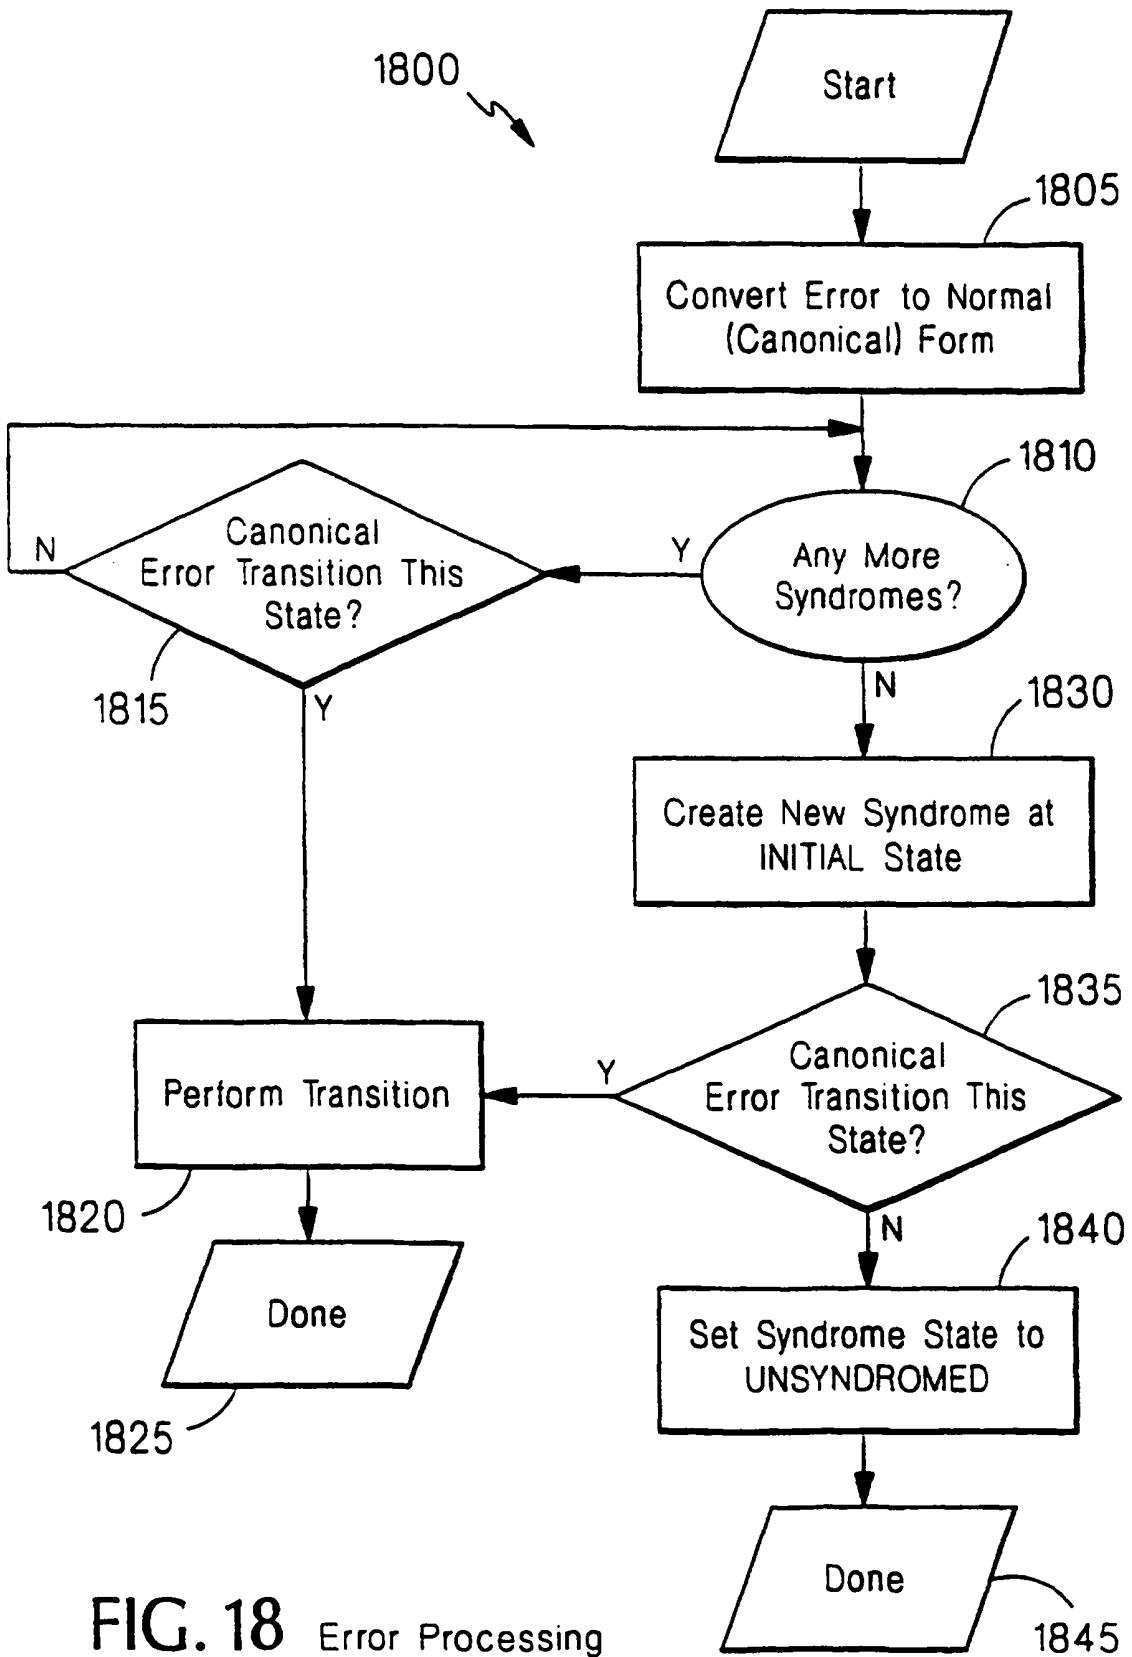 1800
Start
1805
Convert Error to Normal
(Canonical) Form
1810
Any More
Syndromes?
Y
N
Canonical
Error Transition This
State?
N
1815
Y
1830
Create New Syndrome at
INITIAL State
1835
Canonical
Error Transition This
State?
Y
Perform Transition
1820
N
1840
Done
Set Syndrome State to
UNSYNDROMED
1825
Done
1845
FIG. 18 Error Processing